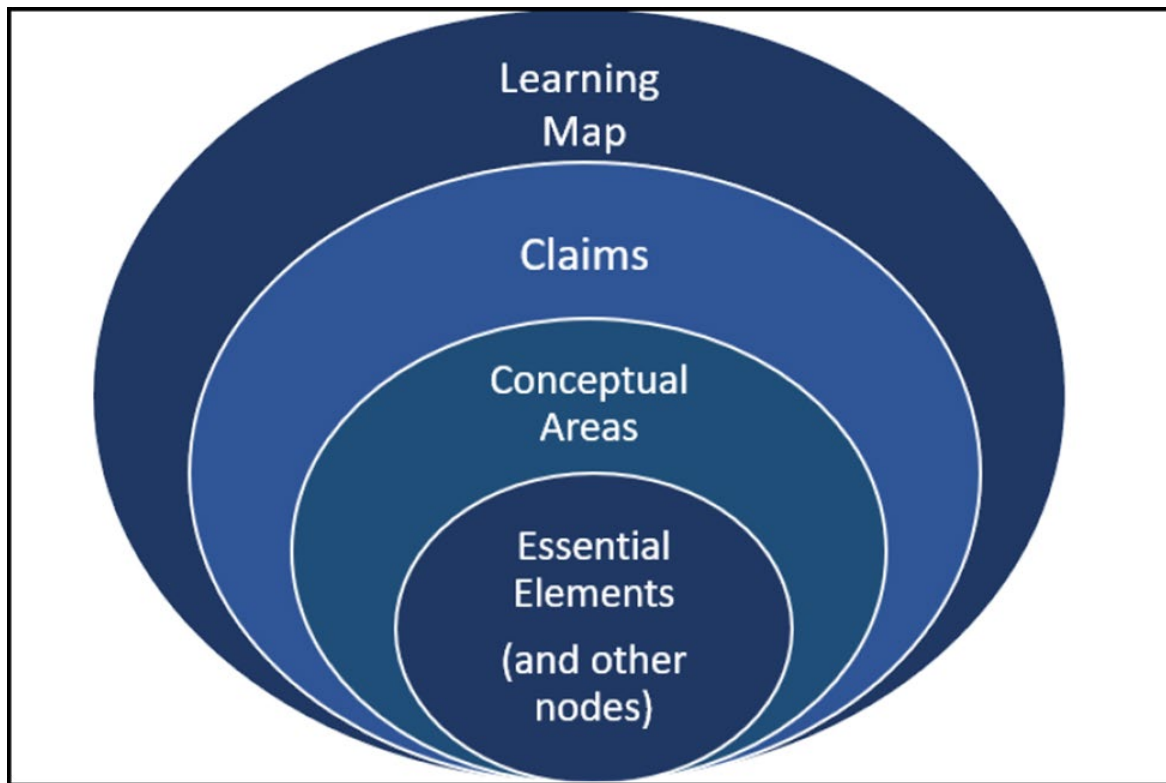 Learning
Map
Claims
Conceptual
Areas
Essential
Elements
(and other
nodes)